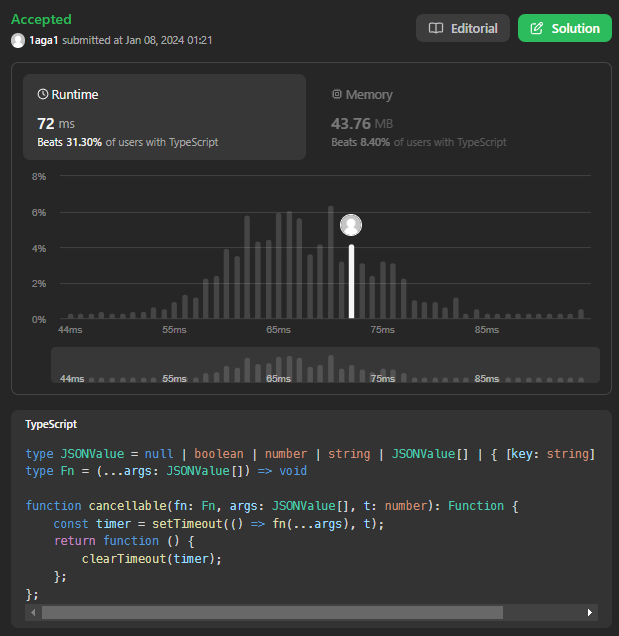 Accepted
1aga1 submitted at Jan 08, 2024 01:21
Editorial
Solution
Runtime
72 ms
Beats 31.30% of users with TypeScript
Memory
43.76 MB
Beats 8.40% of users with TypeScript
8%
6%
4%
2%
0%
44ms 55ms 65ms 75ms 85ms
44ms 55ms 65ms 75ms 85ms
TypeScript
type JSONValue = null | boolean | number | string | JSONValue[] | { [key: string]
type Fn = (...args: JSONValue[]) => void
function cancellable(fn: Fn, args: JSONValue[], t: number): Function {
    const timer = setTimeout(() => fn(...args), t);
    return function () {
        clearTimeout(timer);
    };
};